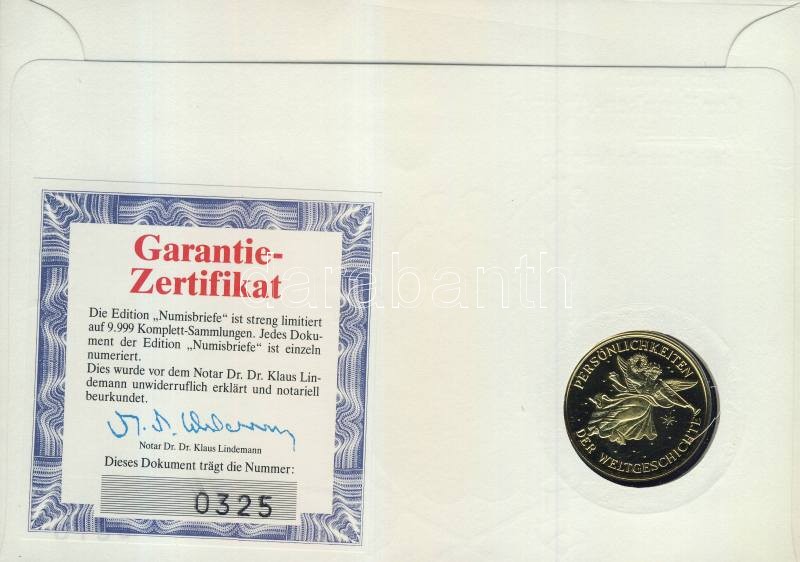 Garantie-
Zertifikat
Die Edition „Numisbriefe“ ist streng limitiert
auf 9.999 Komplett-Sammlungen. Jedes Doku-
ment der Edition „Numisbriefe“ ist einzeln
numeriert.
Dies wurde vor dem Notar Dr. Dr. Klaus Lin-
demann unwiderruflich erklärt und notariell
beurkundet.
Notar Dr. Dr. Klaus Lindemann
Dieses Dokument trägt die Nummer:
0325
PERSÖNLICHKEITEN
DER WELTGESCHICHTE
darabanth